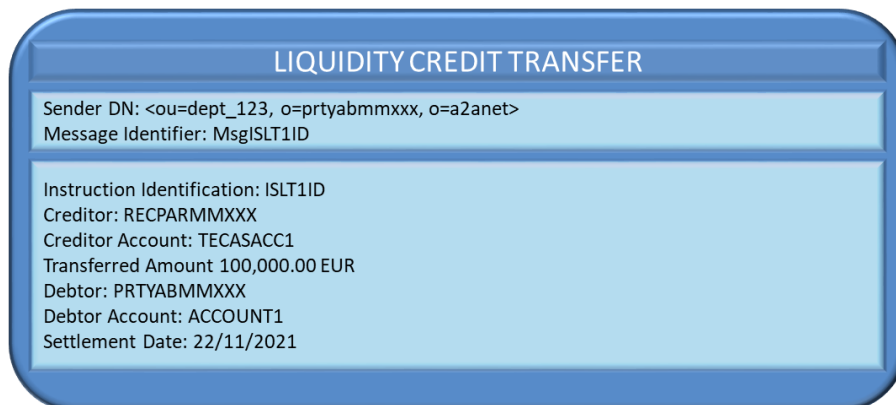 LIQUIDITY CREDIT TRANSFER
Sender DN: <ou=dept_123, o=prtyabmmxxx, o=a2anet>
Message Identifier: MsgISLT1ID
Instruction Identification: ISLT1ID
Creditor: RECPARMMXXX
Creditor Account: TECASACC1
Transferred Amount 100,000.00 EUR
Debtor: PRTYABMMXXX
Debtor Account: ACCOUNT1
Settlement Date: 22/11/2021